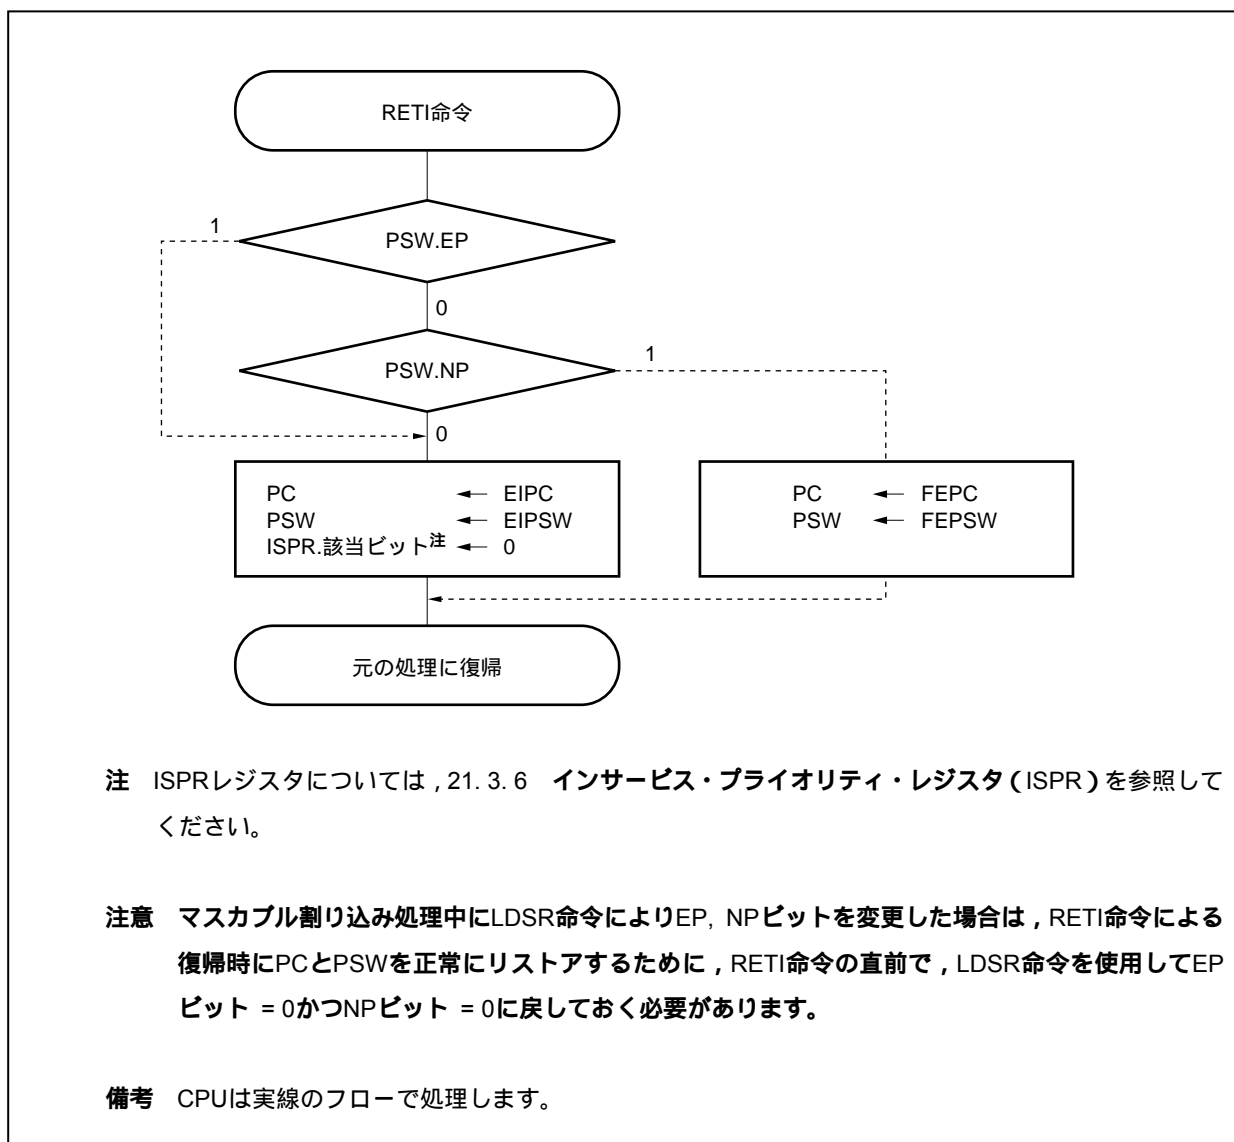 RETI命令
1
PSW.EP
0
PSW.NP
1
0
PC ← EIPC
PSW ← EIPSW
ISPR.該当ビット注 ← 0
PC ← FEPC
PSW ← FEPSW
元の処理に復帰
注 ISPRレジスタについては,21. 3. 6 インサービス・プライオリティ・レジスタ(ISPR)を参照して
ください。
注意 マスカブル割り込み処理中にLDSR命令によりEP, NPビットを変更した場合は,RETI命令による
復帰時にPCとPSWを正常にリストアするために,RETI命令の直前で,LDSR命令を使用してEP
ビット = 0かつNPビット = 0に戻しておく必要があります。
備考 CPUは実線のフローで処理します。